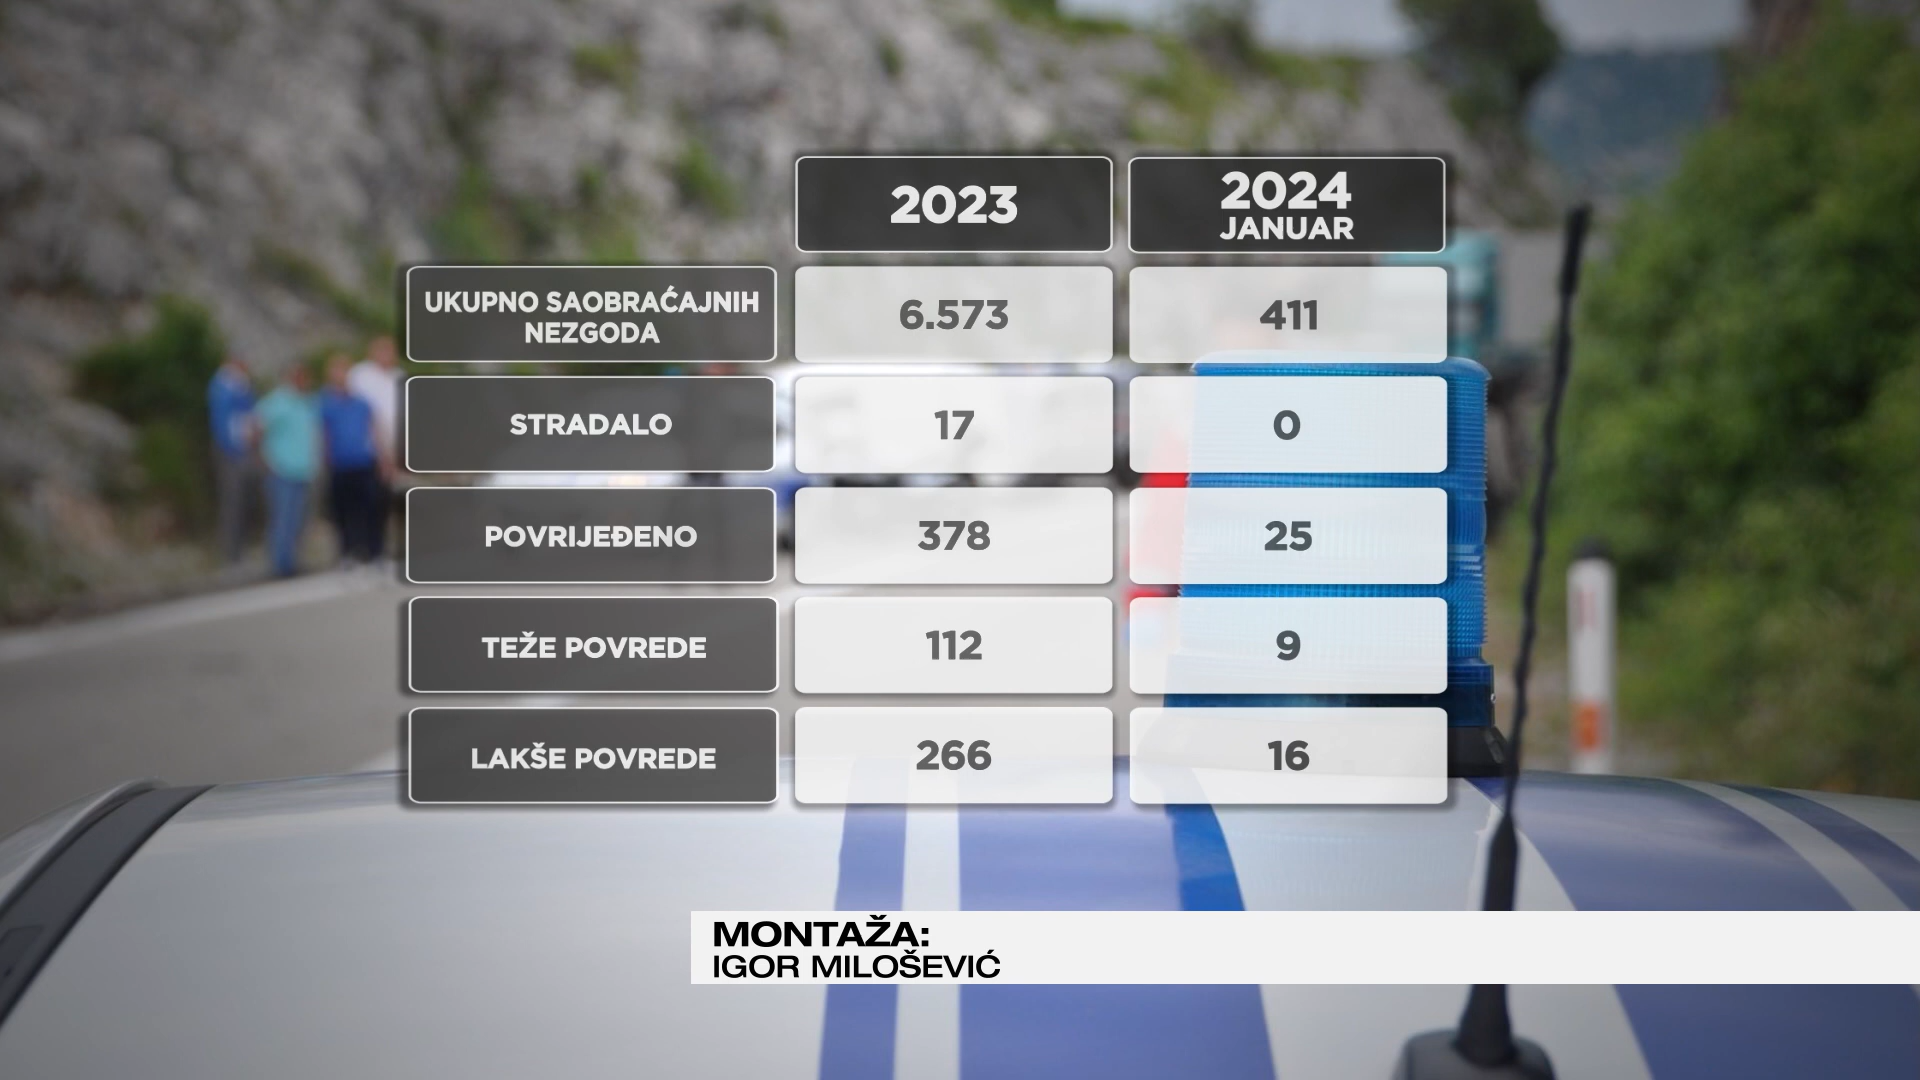 2023
2024
JANUAR
UKUPNO SAOBRAĆAJNIH
NEZGODA
6.573
411
STRADALO
17
0
POVRIJEĐENO
378
25
TEŽE POVREDE
112
9
LAKŠE POVREDE
266
16
MONTAŽA:
IGOR MILOŠEVIĆ